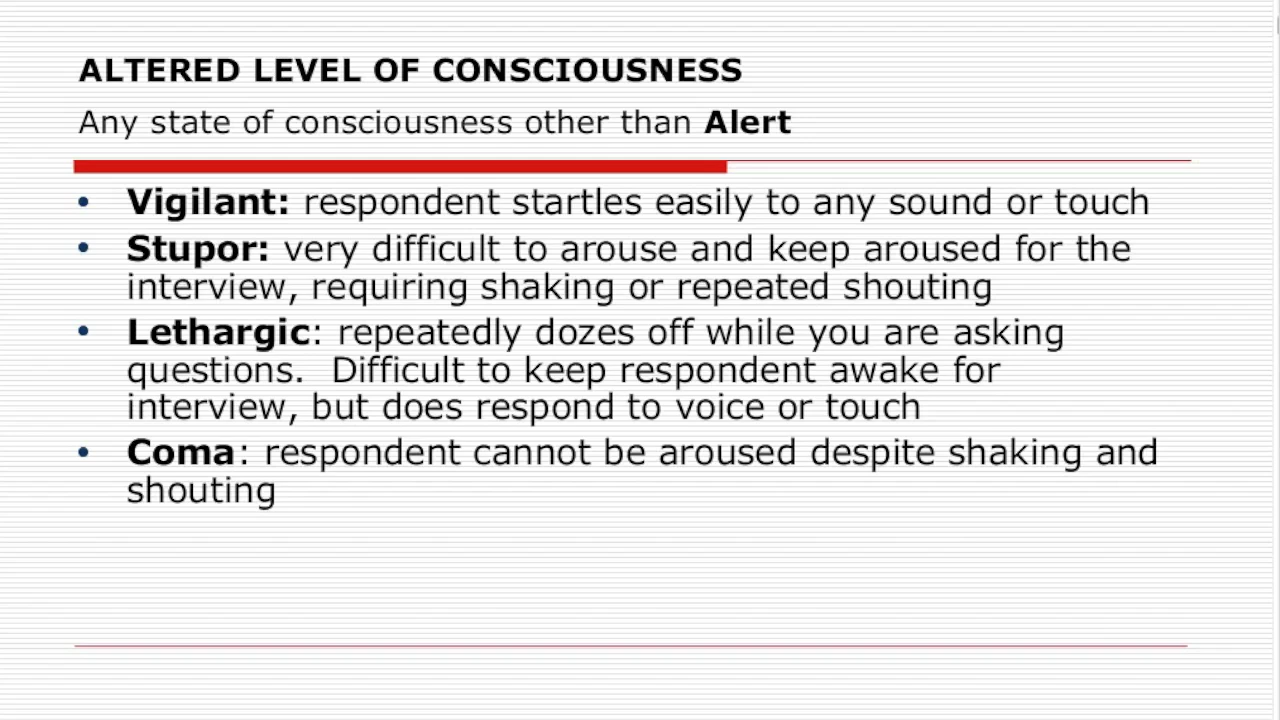 ALTERED LEVEL OF CONSCIOUSNESS
Any state of consciousness other than Alert
• Vigilant: respondent startles easily to any sound or touch
• Stupor: very difficult to arouse and keep aroused for the
interview, requiring shaking or repeated shouting
• Lethargic: repeatedly dozes off while you are asking
questions.  Difficult to keep respondent awake for
interview, but does respond to voice or touch
• Coma: respondent cannot be aroused despite shaking and
shouting